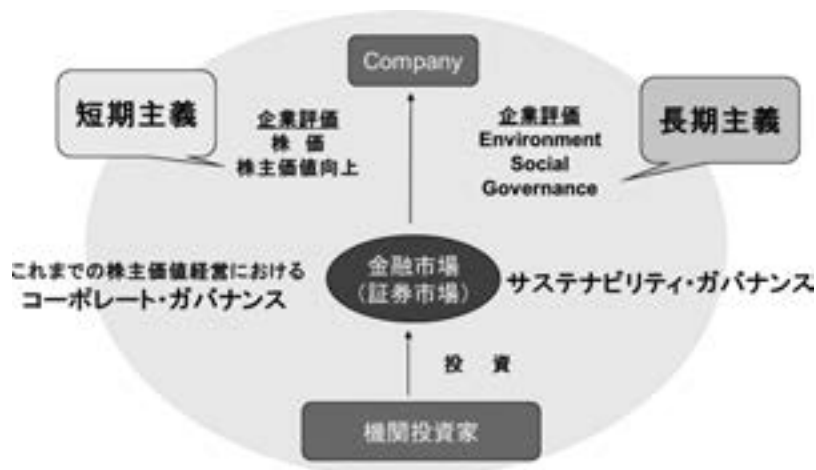 Company
短期主義
企業評価
株 価
株主価値向上
企業評価
Environment
Social
Governance
長期主義
これまでの株主価値経営における
コーポレート・ガバナンス
金融市場
(証券市場)
サステナビリティ・ガバナンス
投 資
機関投資家